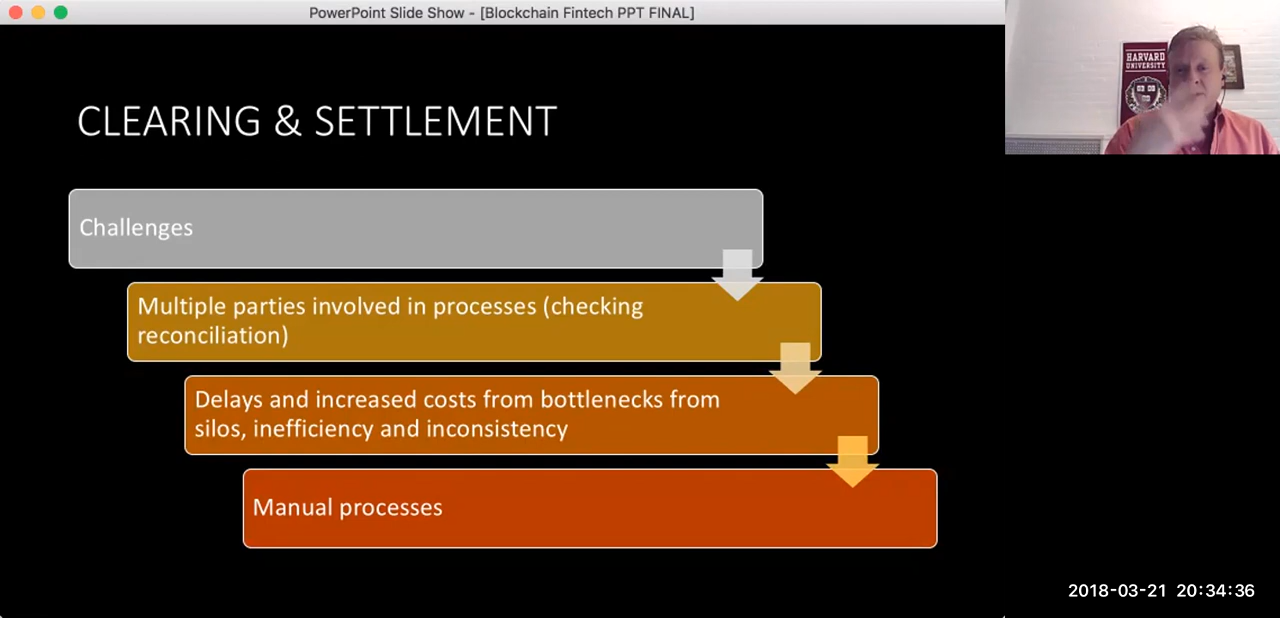 PowerPoint Slide Show - [Blockchain Fintech PPT FINAL]
HARVARD
UNIVERSITY
CLEARING & SETTLEMENT
Challenges
Multiple parties involved in processes (checking
reconciliation)
Delays and increased costs from bottlenecks from
silos, inefficiency and inconsistency
Manual processes
2018-03-21 20:34:36